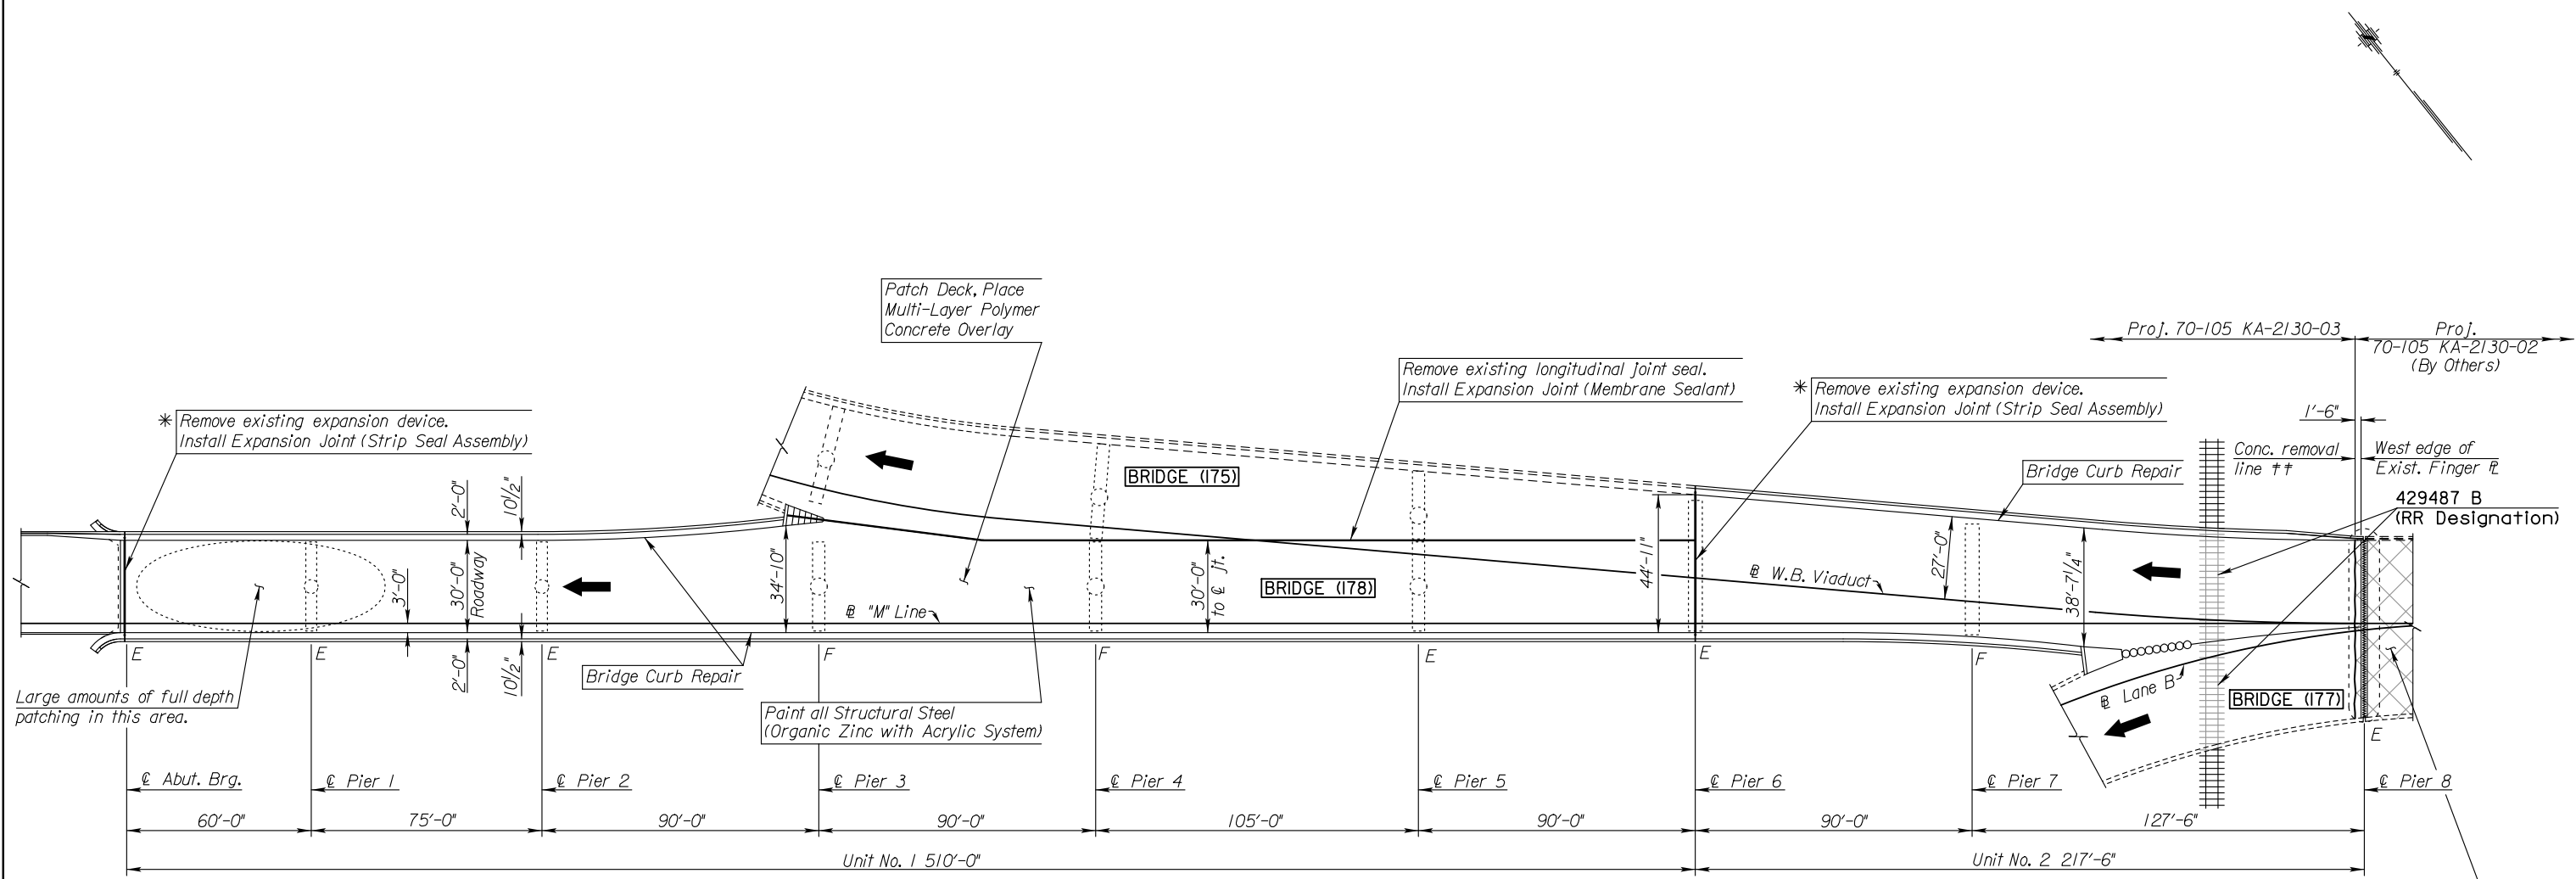 Patch Deck, Place
Multi-Layer Polymer
Concrete Overlay
Proj. 70-105 KA-2130-03
Proj.
70-105 KA-2130-02
(By Others)
Remove existing longitudinal joint seal.
Install Expansion Joint (Membrane Sealant)
* Remove existing expansion device.
Install Expansion Joint (Strip Seal Assembly)
1'-6"
* Remove existing expansion device.
Install Expansion Joint (Strip Seal Assembly)
Conc. removal
line ‡‡
West edge of
Exist. Finger ℙL
Bridge Curb Repair
BRIDGE (175)
429487 B
(RR Designation)
2'-0"
10½"
3'-0"
30'-0"
Roadway
34'-10"
30'-0"
to ℄ jt.
44'-11"
27'-0"
38'-7¼"
BRIDGE (178)
℔ W.B. Viaduct
℔ "M" Line
2'-0"
10½"
E
E
E
F
F
E
E
F
E
Bridge Curb Repair
℔ Lane B
BRIDGE (177)
Large amounts of full depth
patching in this area.
Paint all Structural Steel
(Organic Zinc with Acrylic System)
℄ Abut. Brg.
℄ Pier 1
℄ Pier 2
℄ Pier 3
℄ Pier 4
℄ Pier 5
℄ Pier 6
℄ Pier 7
℄ Pier 8
60'-0"
75'-0"
90'-0"
90'-0"
105'-0"
90'-0"
90'-0"
127'-6"
Unit No. 1 510'-0"
Unit No. 2 217'-6"